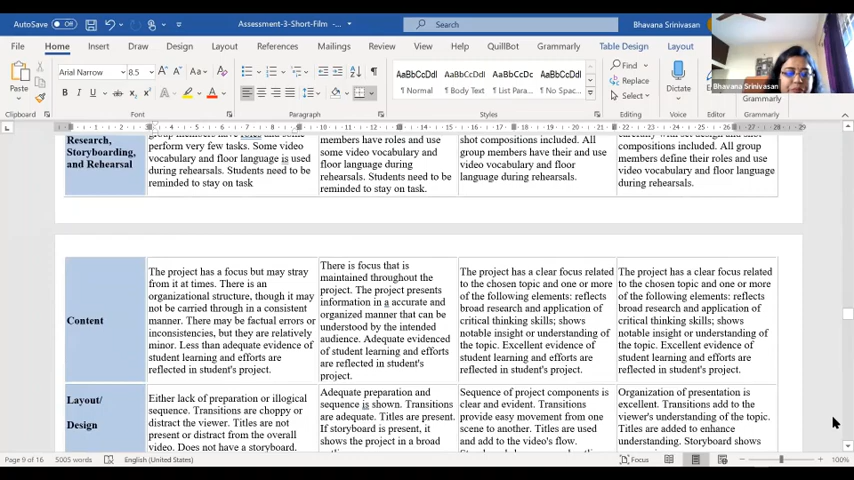 AutoSave Off
Assessment-3-Short-Film -...
Search
Bhavana Srinivasan
File Home Insert Draw Design Layout References Mailings Review View Help QuillBot Grammarly Table Design Layout
Arial Narrow 8.5 A A Aa
AaBbCcDdI AaBbCcDdI AaBbCcDc AaBbCcDdI
Find
Replace
Select
Paste
B I U ab
¶ Normal ¶ Body Text ¶ List Para... ¶ No Spac...
Dictate
Bhavana Srinivasan
Grammarly
Clipboard Font Paragraph Styles Editing Voice Grammarly
Research,
Storyboarding,
and Rehearsal
perform very few tasks. Some video
vocabulary and floor language is used
during rehearsals. Students need to be
reminded to stay on task
members have roles and use
some video vocabulary and
floor language during
rehearsals. Students need to be
reminded to stay on task.
shot compositions included. All
group members have their and use
video vocabulary and floor
language during rehearsals.
compositions included. All group
members define their roles and use
video vocabulary and floor language
during rehearsals.
Content
The project has a focus but may stray
from it at times. There is an
organizational structure, though it may
not be carried through in a consistent
manner. There may be factual errors or
inconsistencies, but they are relatively
minor. Less than adequate evidence of
student learning and efforts are
reflected in student's project.
There is focus that is
maintained throughout the
project. The project presents
information in a accurate and
organized manner that can be
understood by the intended
audience. Adequate evidenced
of student learning and efforts
are reflected in student's
project.
The project has a clear focus related
to the chosen topic and one or more
of the following elements: reflects
broad research and application of
critical thinking skills; shows
notable insight or understanding of
the topic. Excellent evidence of
student learning and efforts are
reflected in student's project.
The project has a clear focus related
to the chosen topic and one or more
of the following elements: reflects
broad research and application of
critical thinking skills; shows
notable insight or understanding of
the topic. Excellent evidence of
student learning and efforts are
reflected in student's project.
Layout/
Design
Either lack of preparation or illogical
sequence. Transitions are choppy or
distract the viewer. Titles are not
present or distract from the overall
video. Does not have a storyboard.
Adequate preparation and
sequence is shown. Transitions
are adequate. Titles are present.
If storyboard is present, it
shows the project in a broad
Sequence of project components is
clear and evident. Transitions
provide easy movement from one
scene to another. Titles are used
and add to the video's flow.
Organization of presentation is
excellent. Transitions add to the
viewer's understanding of the topic.
Titles are added to enhance
understanding. Storyboard shows
Page 9 of 16 5005 words English (United States) Focus 100%